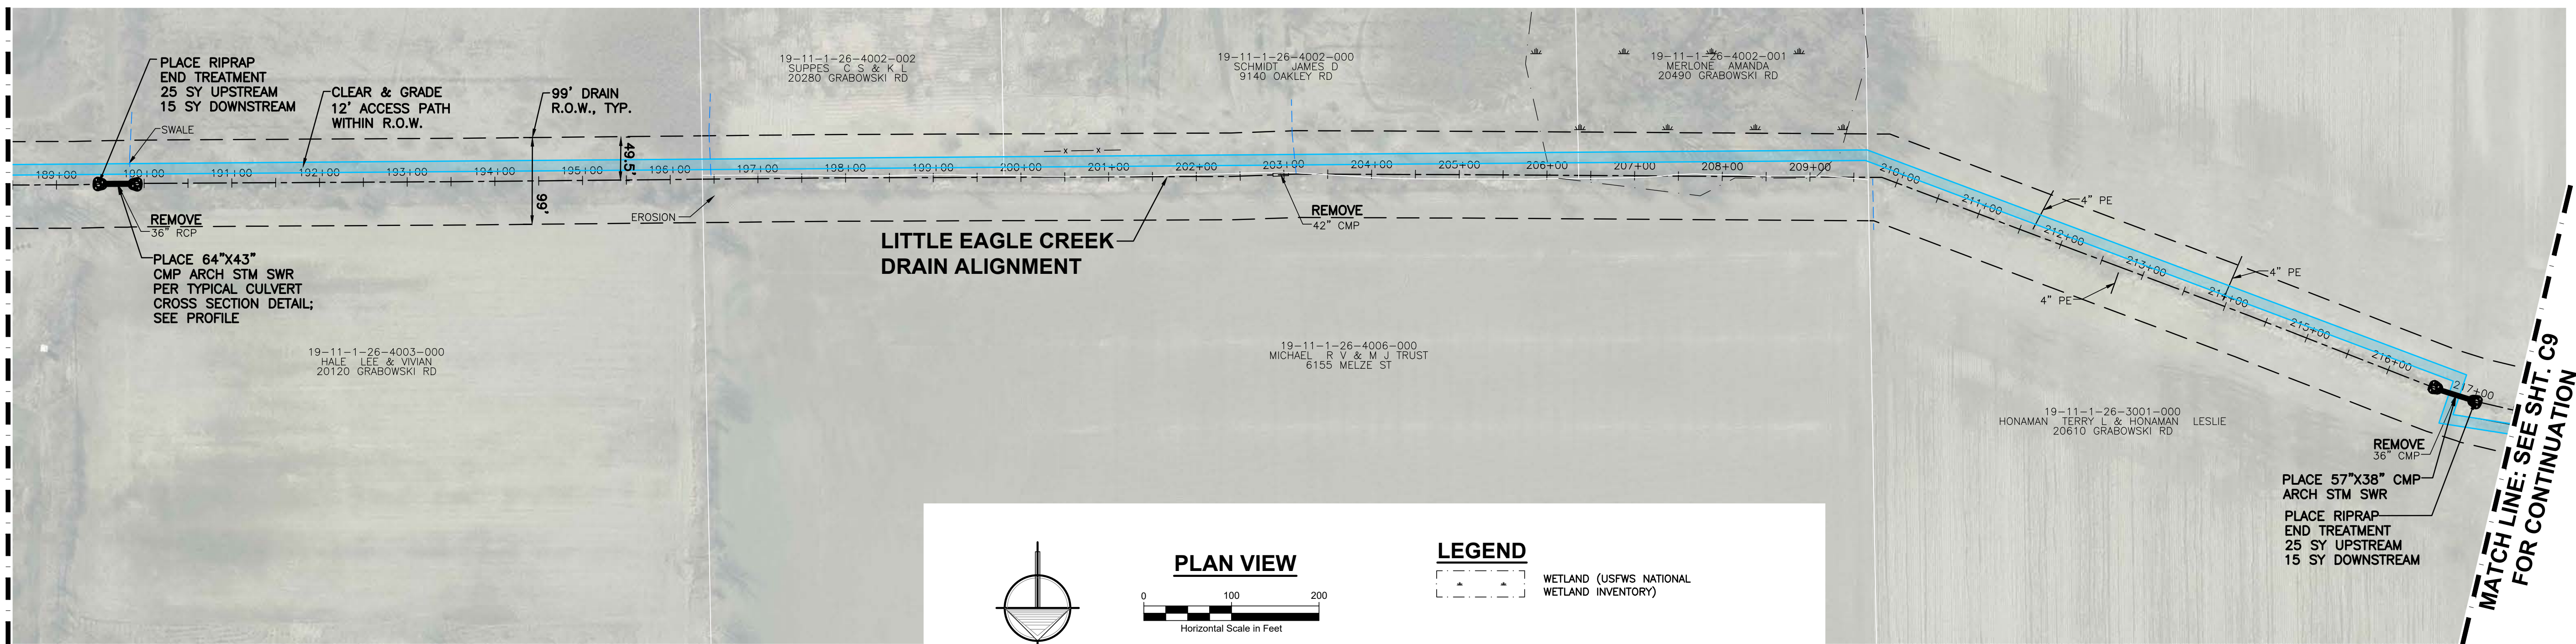 PLACE RIPRAP
END TREATMENT
25 SY UPSTREAM
15 SY DOWNSTREAM
SWALE
CLEAR & GRADE
12' ACCESS PATH
WITHIN R.O.W.
99' DRAIN
R.O.W., TYP.
49.5'
99'
19-11-1-26-4002-002
SUPPES C S & K L
20280 GRABOWSKI RD
19-11-1-26-4002-000
SCHMIDT JAMES D
9140 OAKLEY RD
19-11-1-26-4002-001
MERLONE AMANDA
20490 GRABOWSKI RD
x x
189+00 190+00 191+00 192+00 193+00 194+00 195+00 196+00 197+00 198+00 199+00 200+00 201+00 202+00 203+00 204+00 205+00 206+00 207+00 208+00 209+00 210+00 211+00 212+00 213+00 214+00 215+00 216+00 217+00
REMOVE
36" RCP
PLACE 64"X43"
CMP ARCH STM SWR
PER TYPICAL CULVERT
CROSS SECTION DETAIL;
SEE PROFILE
EROSION
LITTLE EAGLE CREEK
DRAIN ALIGNMENT
REMOVE
42" CMP
4" PE
4" PE
4" PE
19-11-1-26-4003-000
HALE LEE & VIVIAN
20120 GRABOWSKI RD
19-11-1-26-4006-000
MICHAEL R V & M J TRUST
6155 MELZE ST
19-11-1-26-3001-000
HONAMAN TERRY L & HONAMAN LESLIE
20610 GRABOWSKI RD
REMOVE
36" CMP
PLACE 57"X38" CMP
ARCH STM SWR
PLACE RIPRAP
END TREATMENT
25 SY UPSTREAM
15 SY DOWNSTREAM
MATCH LINE: SEE SHT. C9
FOR CONTINUATION
PLAN VIEW
0 100 200
Horizontal Scale in Feet
LEGEND
WETLAND (USFWS NATIONAL
WETLAND INVENTORY)